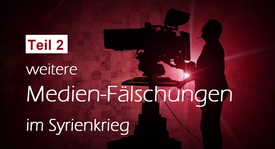 Teil 2
weitere
Medien-Fälschungen
im Syrienkrieg